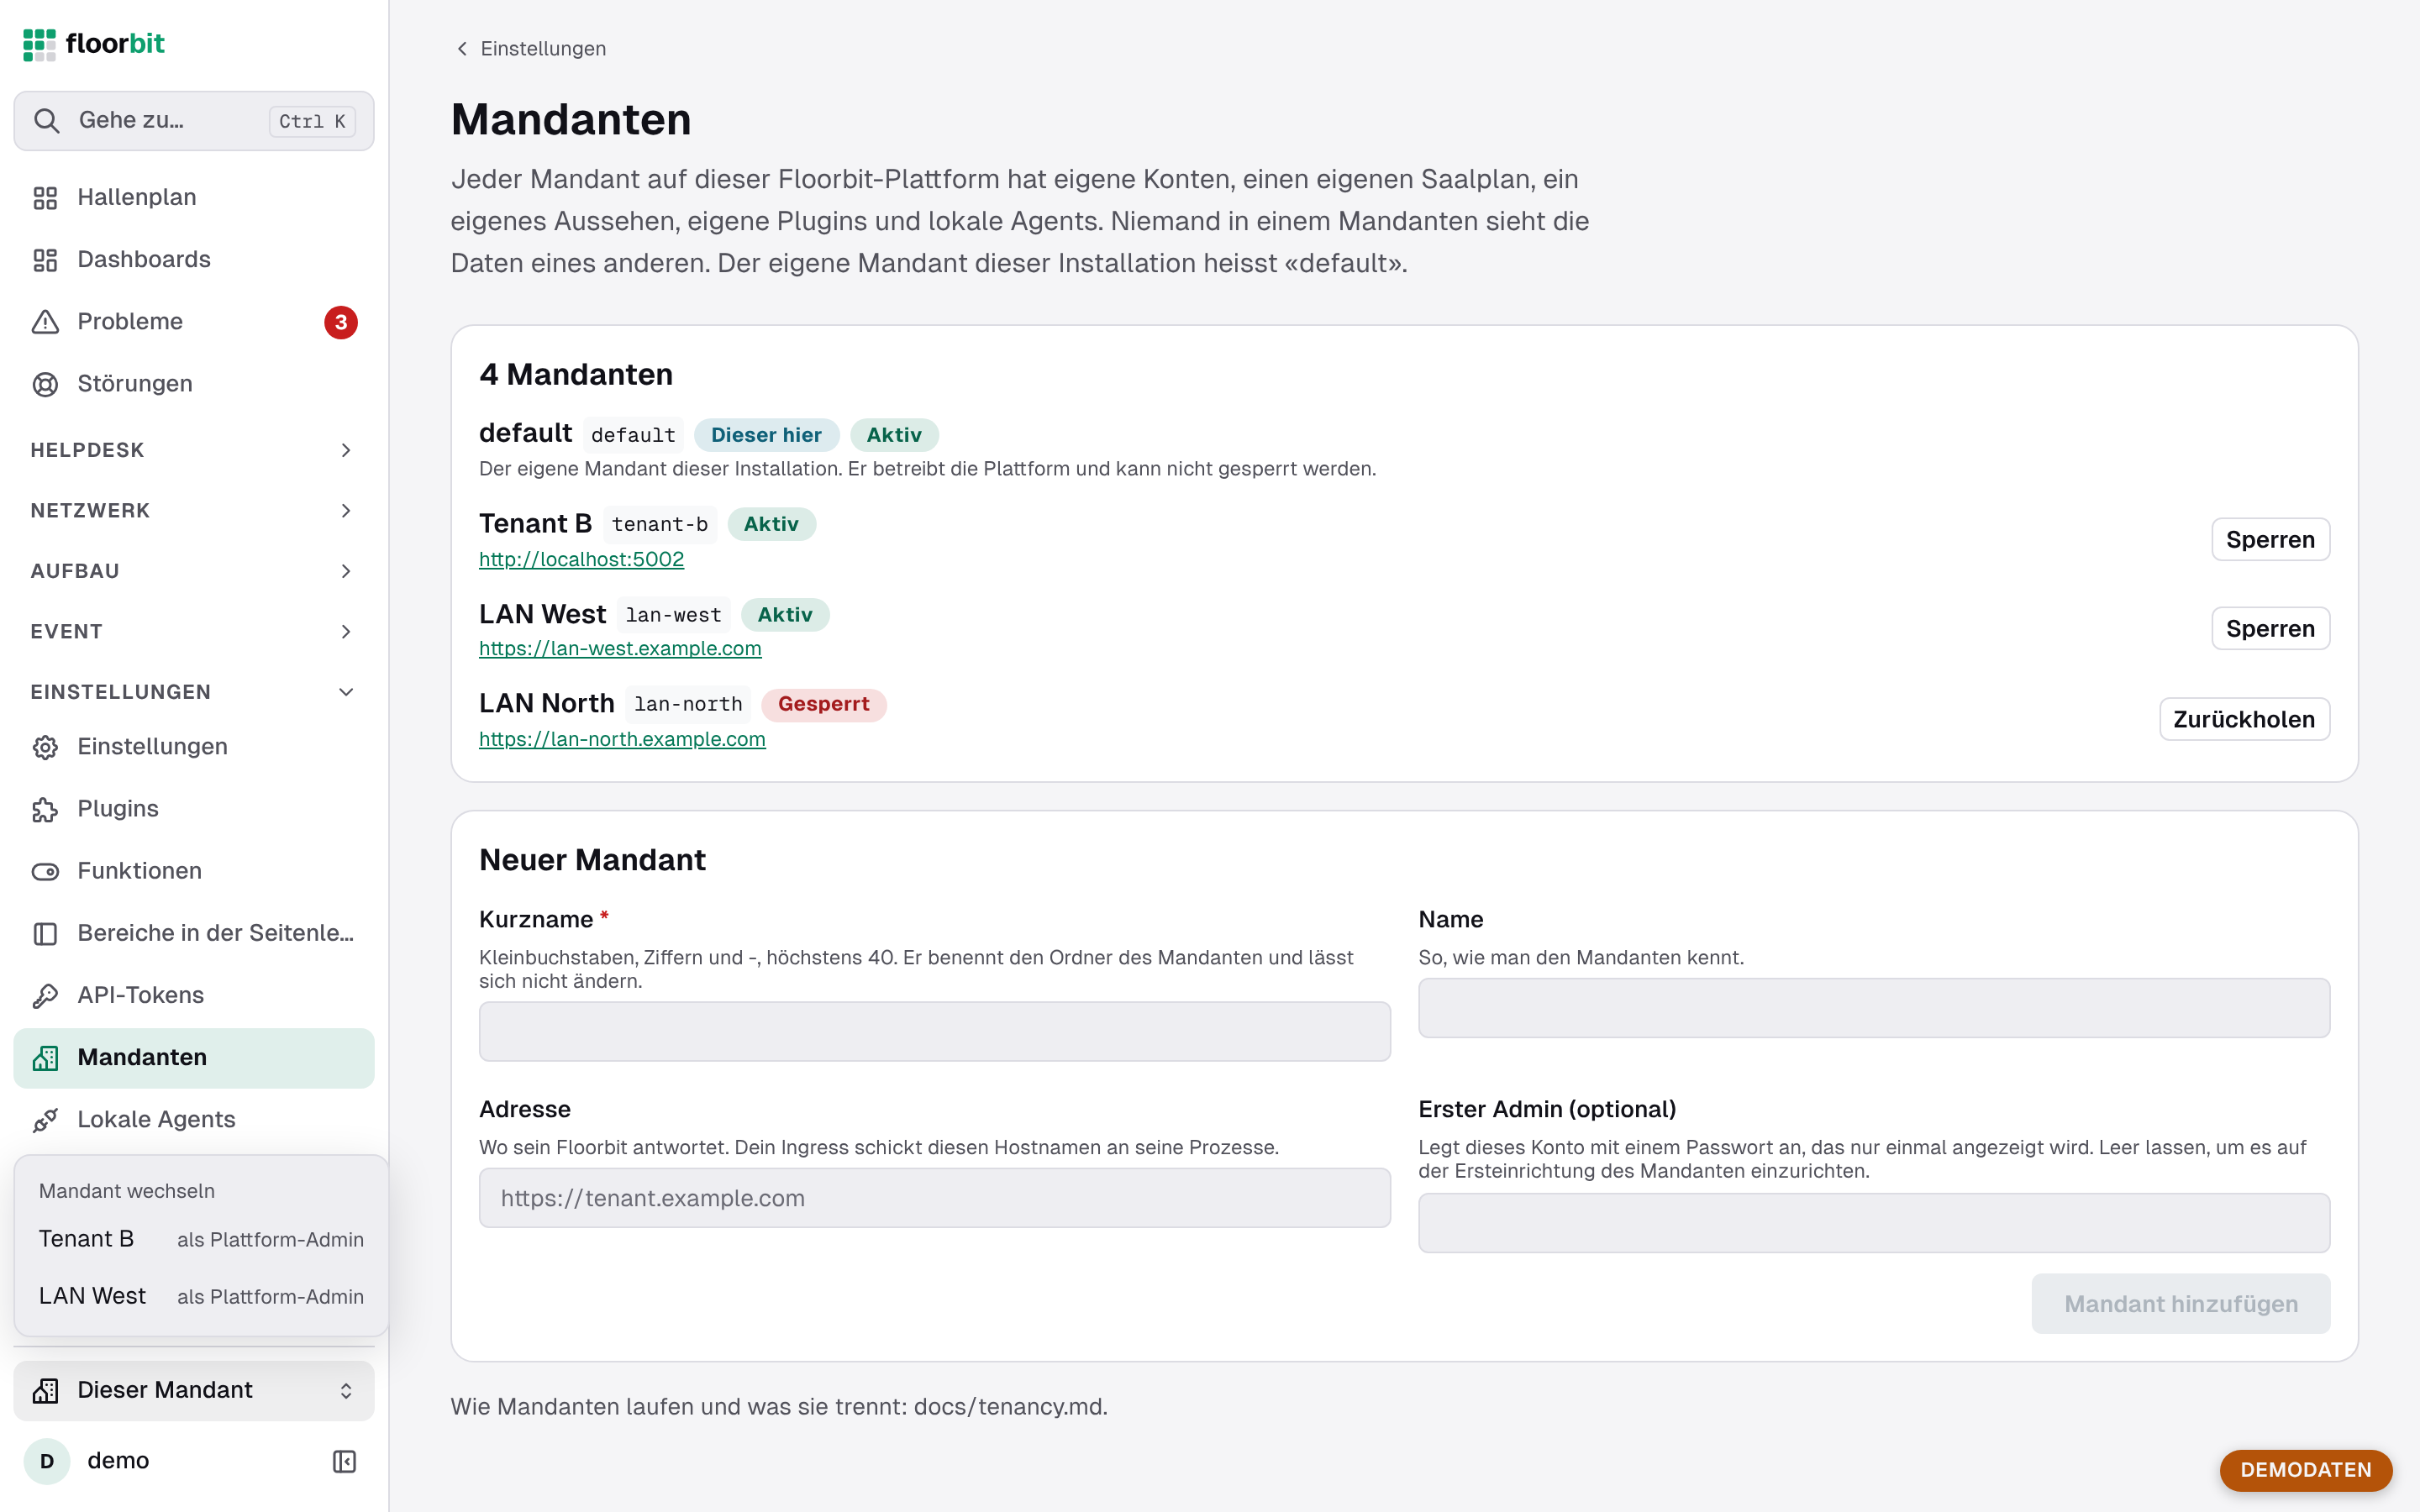 floorbit
Gehe zu... Ctrl K
Hallenplan
Dashboards
Probleme 3
Störungen
HELPDESK
NETZWERK
AUFBAU
EVENT
EINSTELLUNGEN
Einstellungen
Plugins
Funktionen
Bereiche in der Seitenle...
API-Tokens
Mandanten
Lokale Agents
Mandant wechseln
Tenant B als Plattform-Admin
LAN West als Plattform-Admin
Dieser Mandant
D demo
Einstellungen
Mandanten
Jeder Mandant auf dieser Floorbit-Plattform hat eigene Konten, einen eigenen Saalplan, ein
eigenes Aussehen, eigene Plugins und lokale Agents. Niemand in einem Mandanten sieht die
Daten eines anderen. Der eigene Mandant dieser Installation heisst «default».
4 Mandanten
default default Dieser hier Aktiv
Der eigene Mandant dieser Installation. Er betreibt die Plattform und kann nicht gesperrt werden.
Tenant B tenant-b Aktiv
http://localhost:5002
Sperren
LAN West lan-west Aktiv
https://lan-west.example.com
Sperren
LAN North lan-north Gesperrt
https://lan-north.example.com
Zurückholen
Neuer Mandant
Kurzname *
Kleinbuchstaben, Ziffern und -, höchstens 40. Er benennt den Ordner des Mandanten und lässt
sich nicht ändern.
Name
So, wie man den Mandanten kennt.
Adresse
Wo sein Floorbit antwortet. Dein Ingress schickt diesen Hostnamen an seine Prozesse.
https://tenant.example.com
Erster Admin (optional)
Legt dieses Konto mit einem Passwort an, das nur einmal angezeigt wird. Leer lassen, um es auf
der Ersteinrichtung des Mandanten einzurichten.
Mandant hinzufügen
Wie Mandanten laufen und was sie trennt: docs/tenancy.md.
DEMODATEN